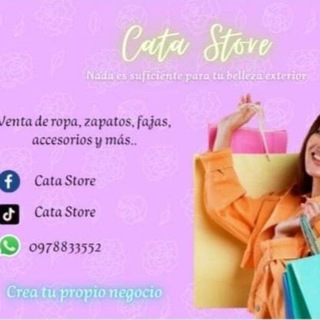 Cata Store
Nada es suficiente para tu belleza exterior
Venta de ropa, zapatos, fajas,
accesorios y más..
Cata Store
Cata Store
0978833552
Crea tu propio negocio